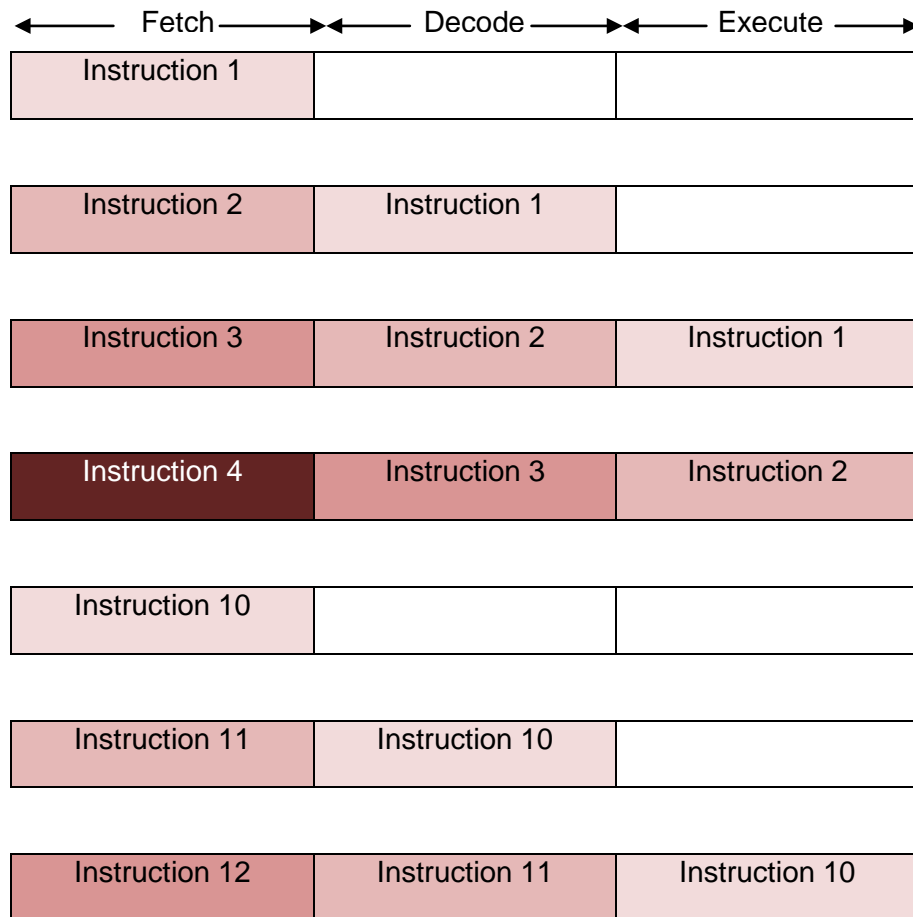 Fetch Decode Execute
Instruction 1
Instruction 2 Instruction 1
Instruction 3 Instruction 2 Instruction 1
Instruction 4 Instruction 3 Instruction 2
Instruction 10
Instruction 11 Instruction 10
Instruction 12 Instruction 11 Instruction 10